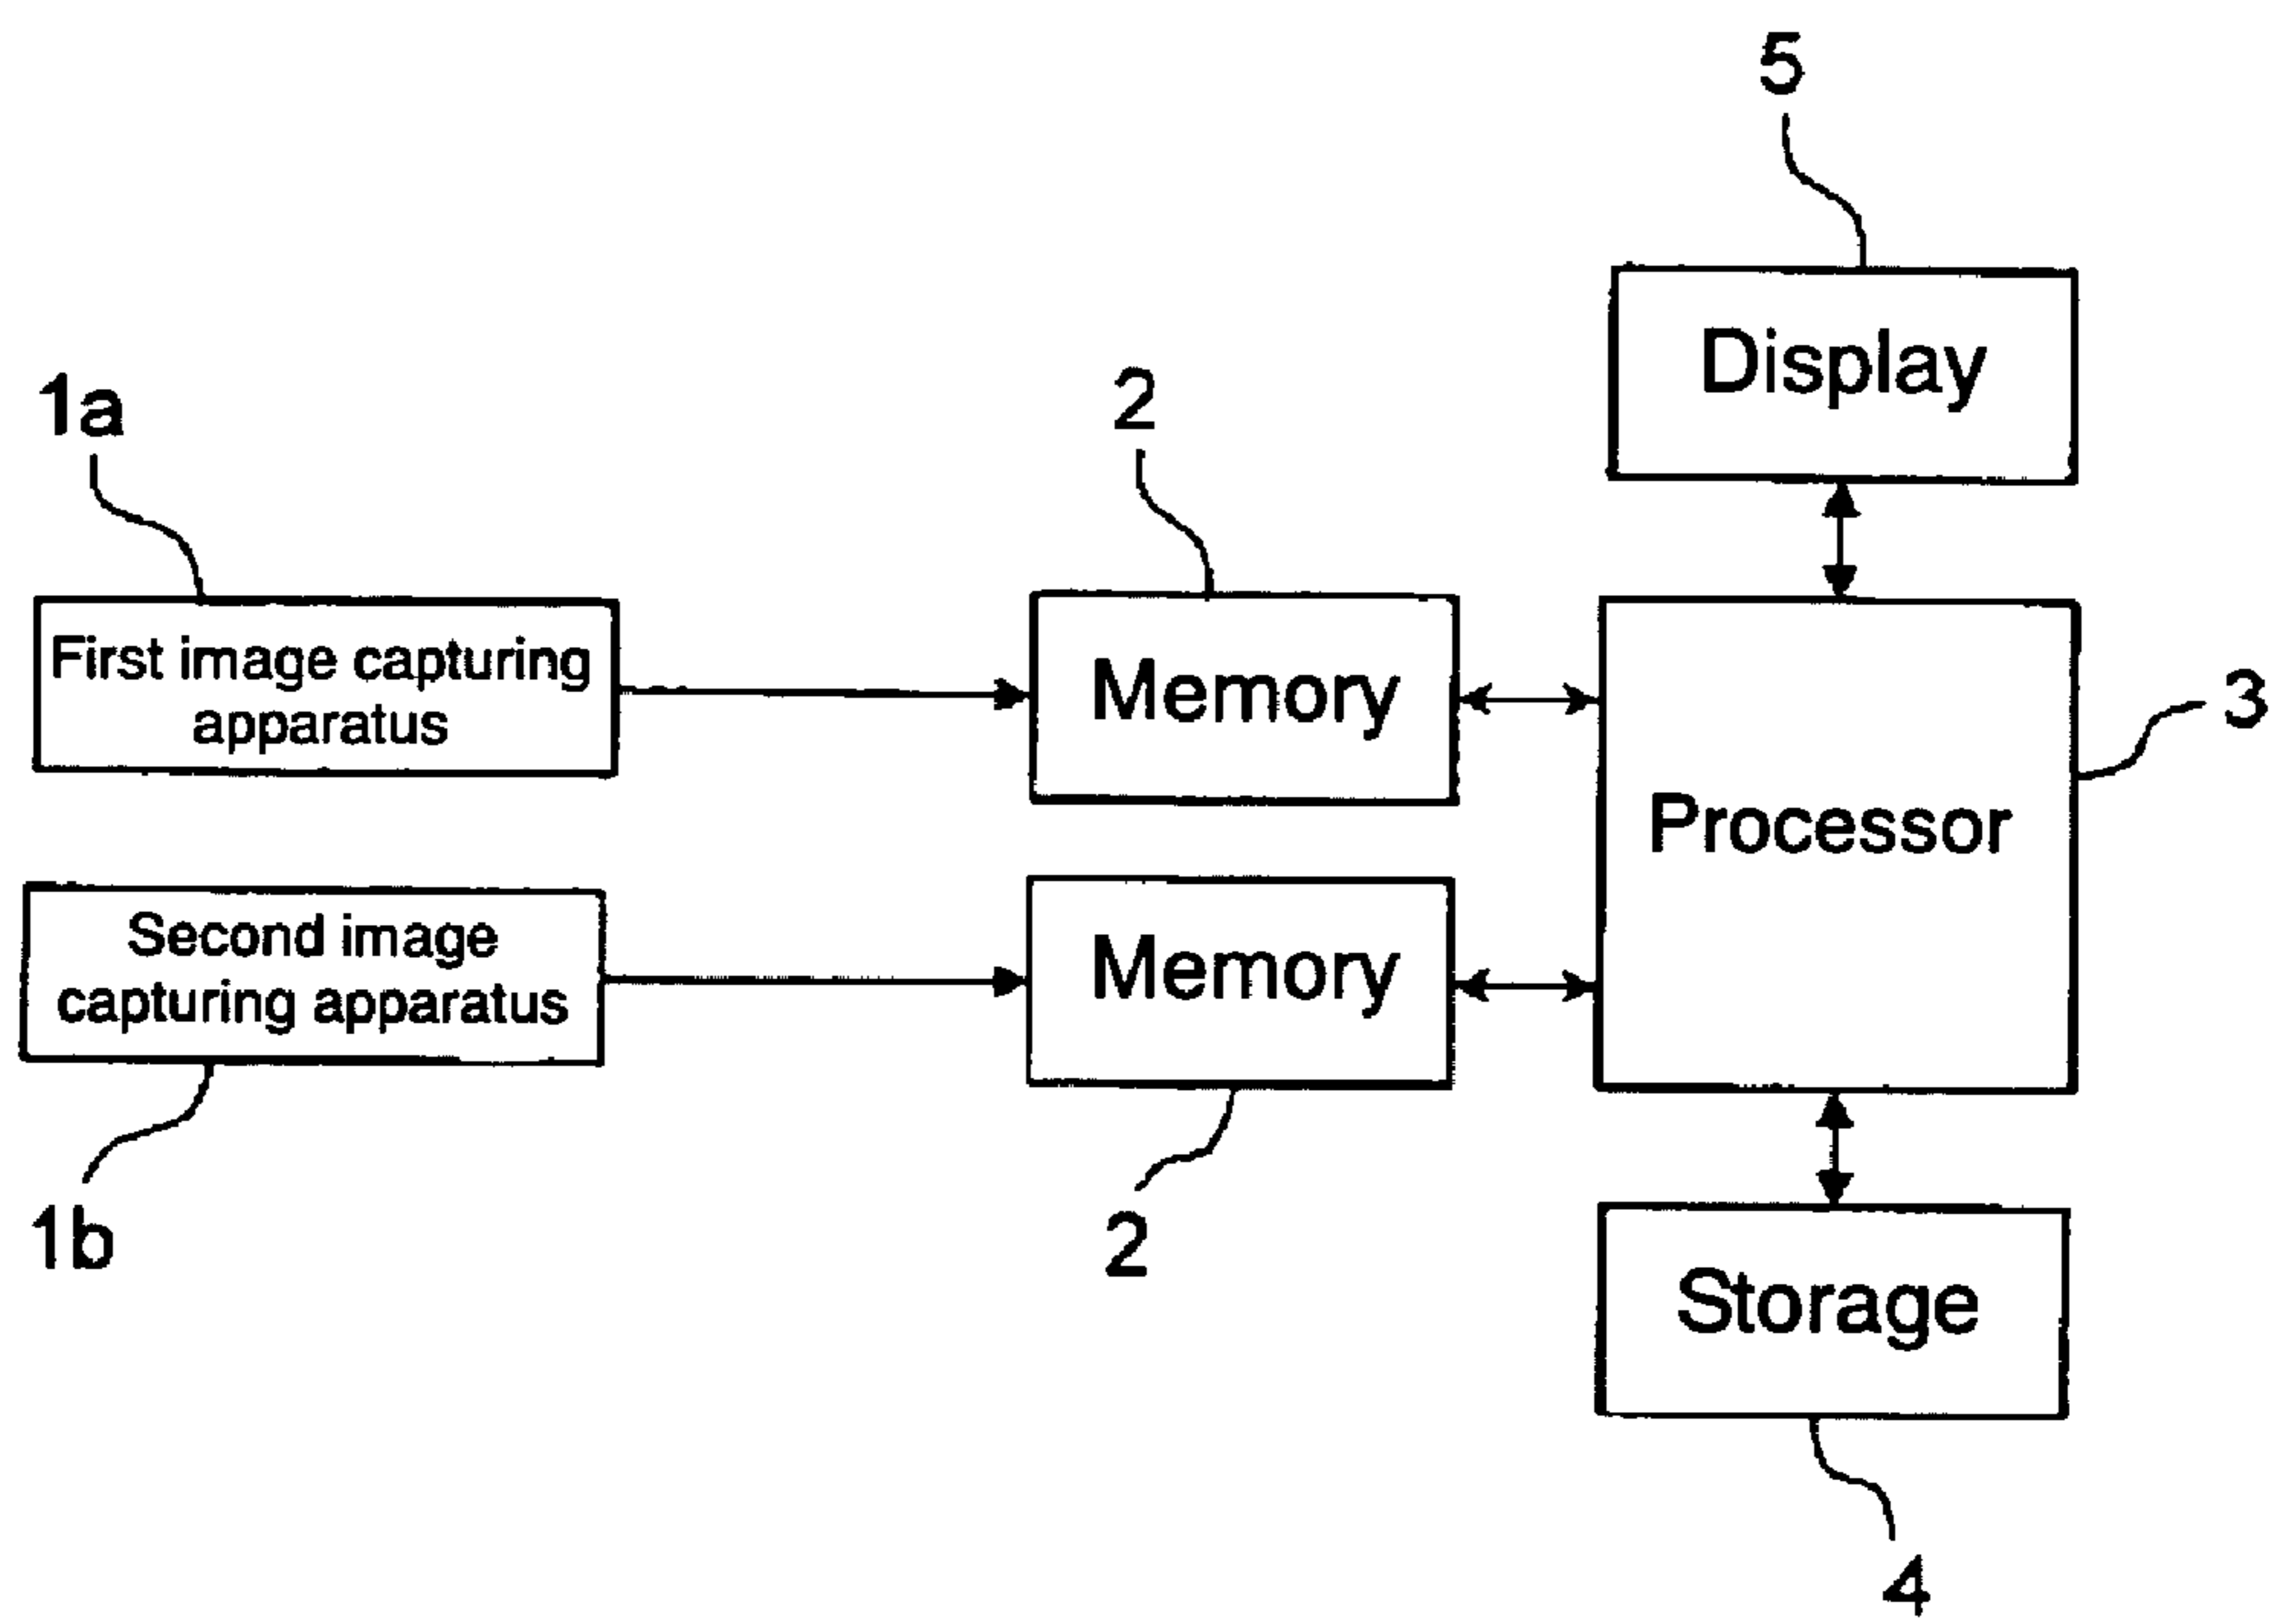 5
Display
1a
2
First image capturing
apparatus
Memory
3
Processor
Second image
capturing apparatus
Memory
1b
2
Storage
4